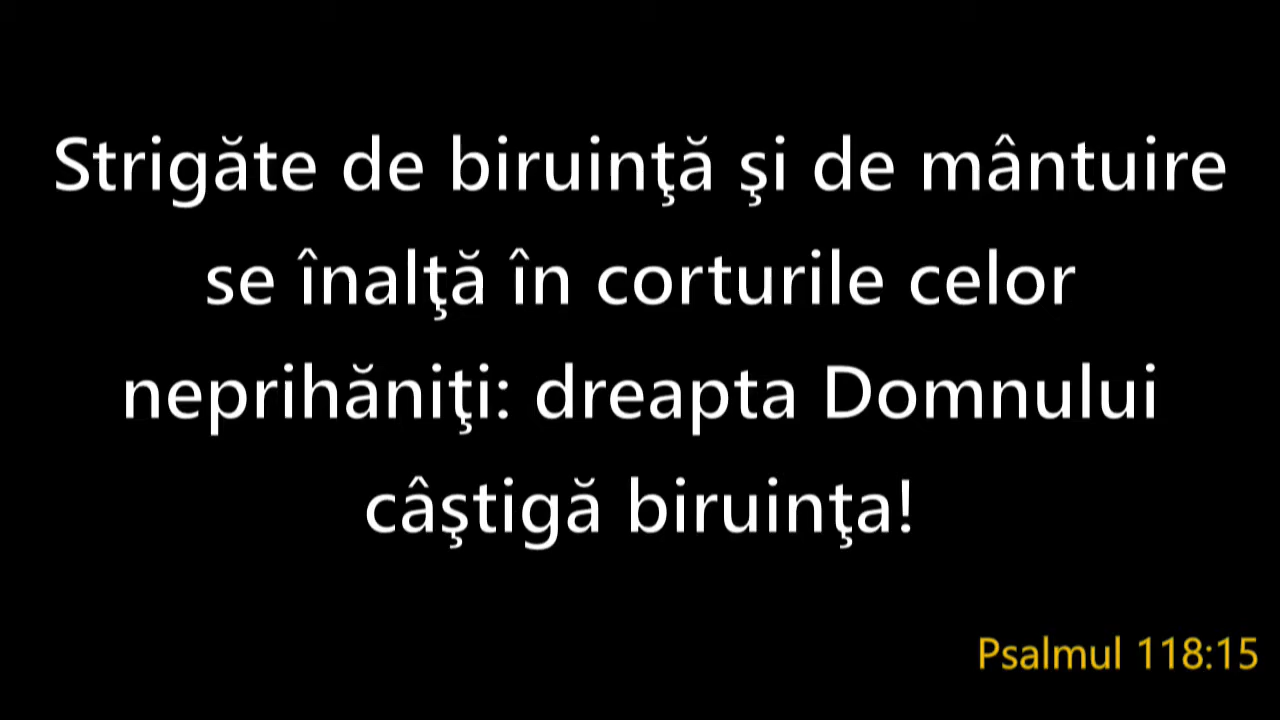 Strigăte de biruinţă şi de mântuire
se înalţă în corturile celor
neprihăniţi: dreapta Domnului
câştigă biruinţa!
Psalmul 118:15